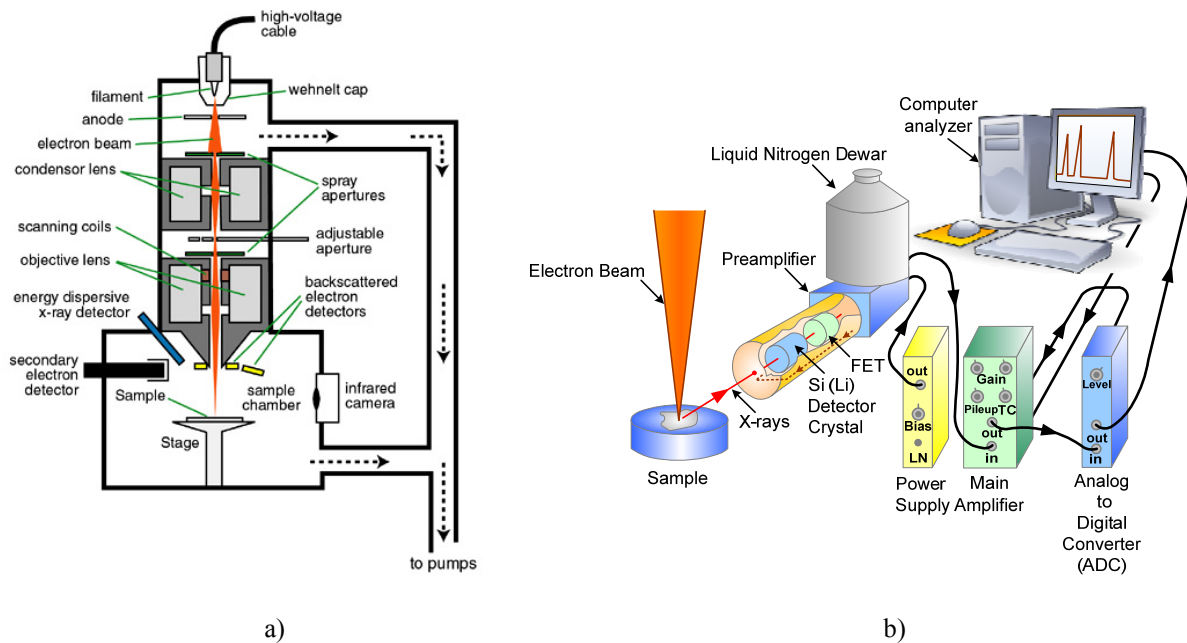 high-voltage
cable
filament
wehnelt cap
anode
electron beam
condensor lens
spray
apertures
scanning coils
adjustable
aperture
objective lens
backscattered
electron
detectors
energy dispersive
x-ray detector
secondary
electron
detector
Sample
sample
chamber
infrared
camera
Stage
to pumps
a)
Computer
analyzer
Liquid Nitrogen Dewar
Preamplifier
Electron Beam
FET
Si (Li)
Detector
Crystal
X-rays
Sample
out
Bias
LN
Gain
PileupTC
out
in
Level
out
in
Power
Supply
Main
Amplifier
Analog
to
Digital
Converter
(ADC)
b)